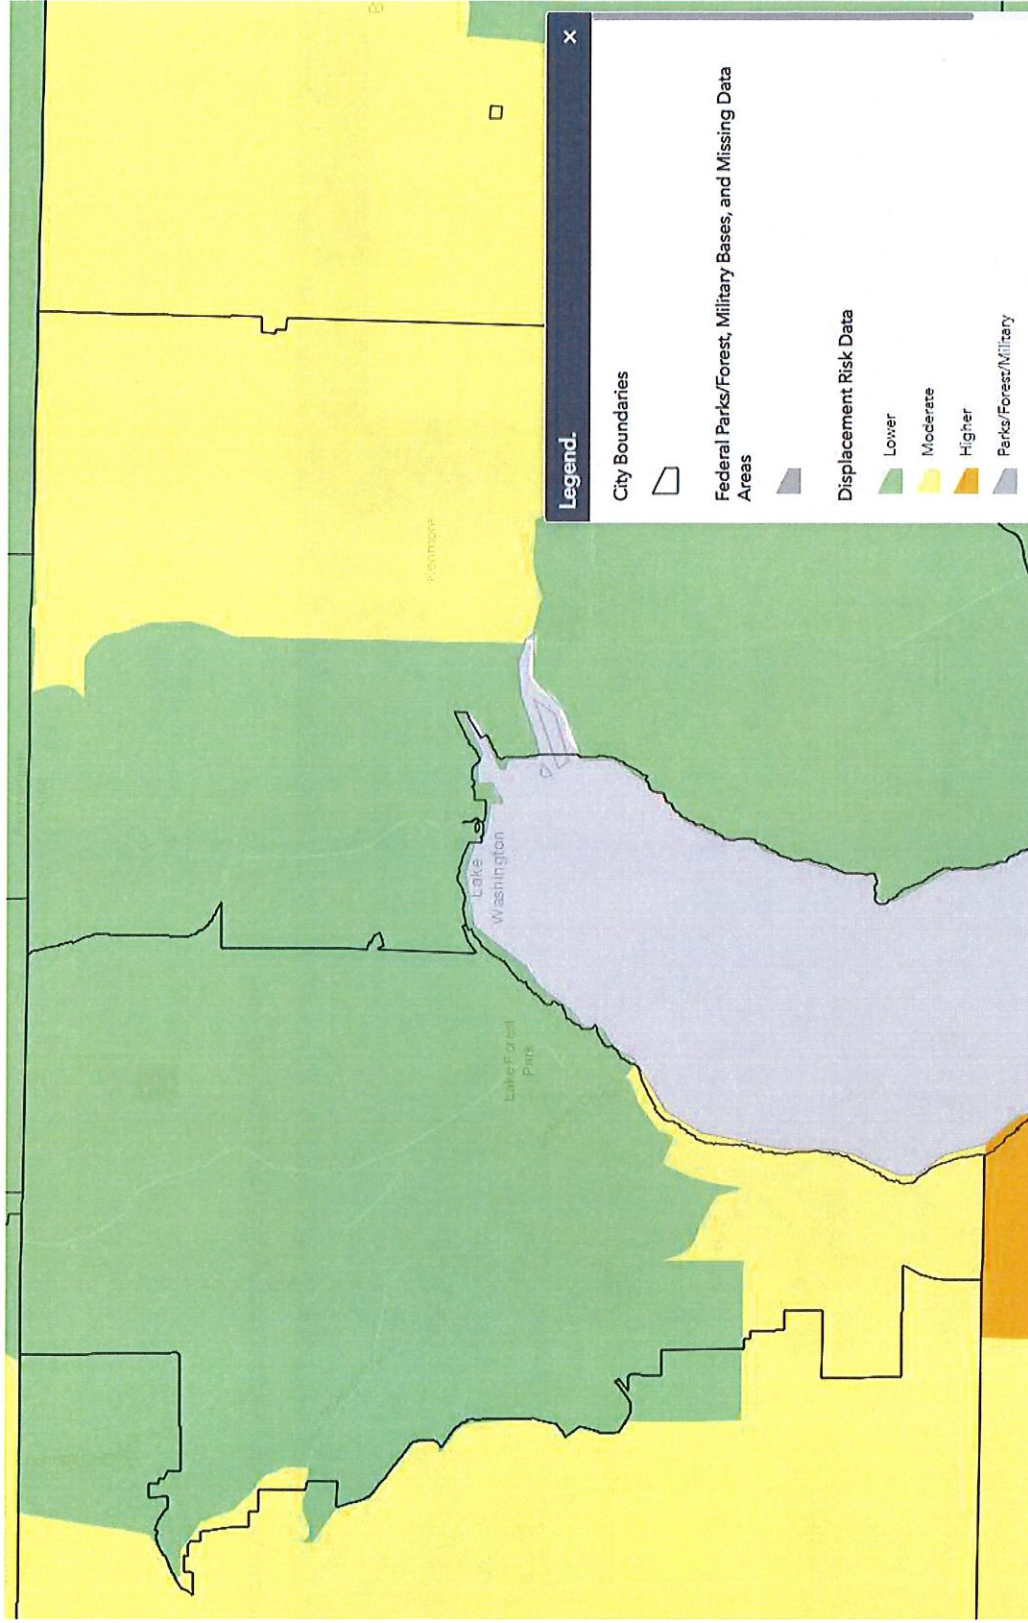 Kenmore
Lake
Washington
Lake Forest
Park
Legend.
×
City Boundaries
Federal Parks/Forest, Military Bases, and Missing Data
Areas
Displacement Risk Data
Lower
Moderate
Higher
Parks/Forest/Military